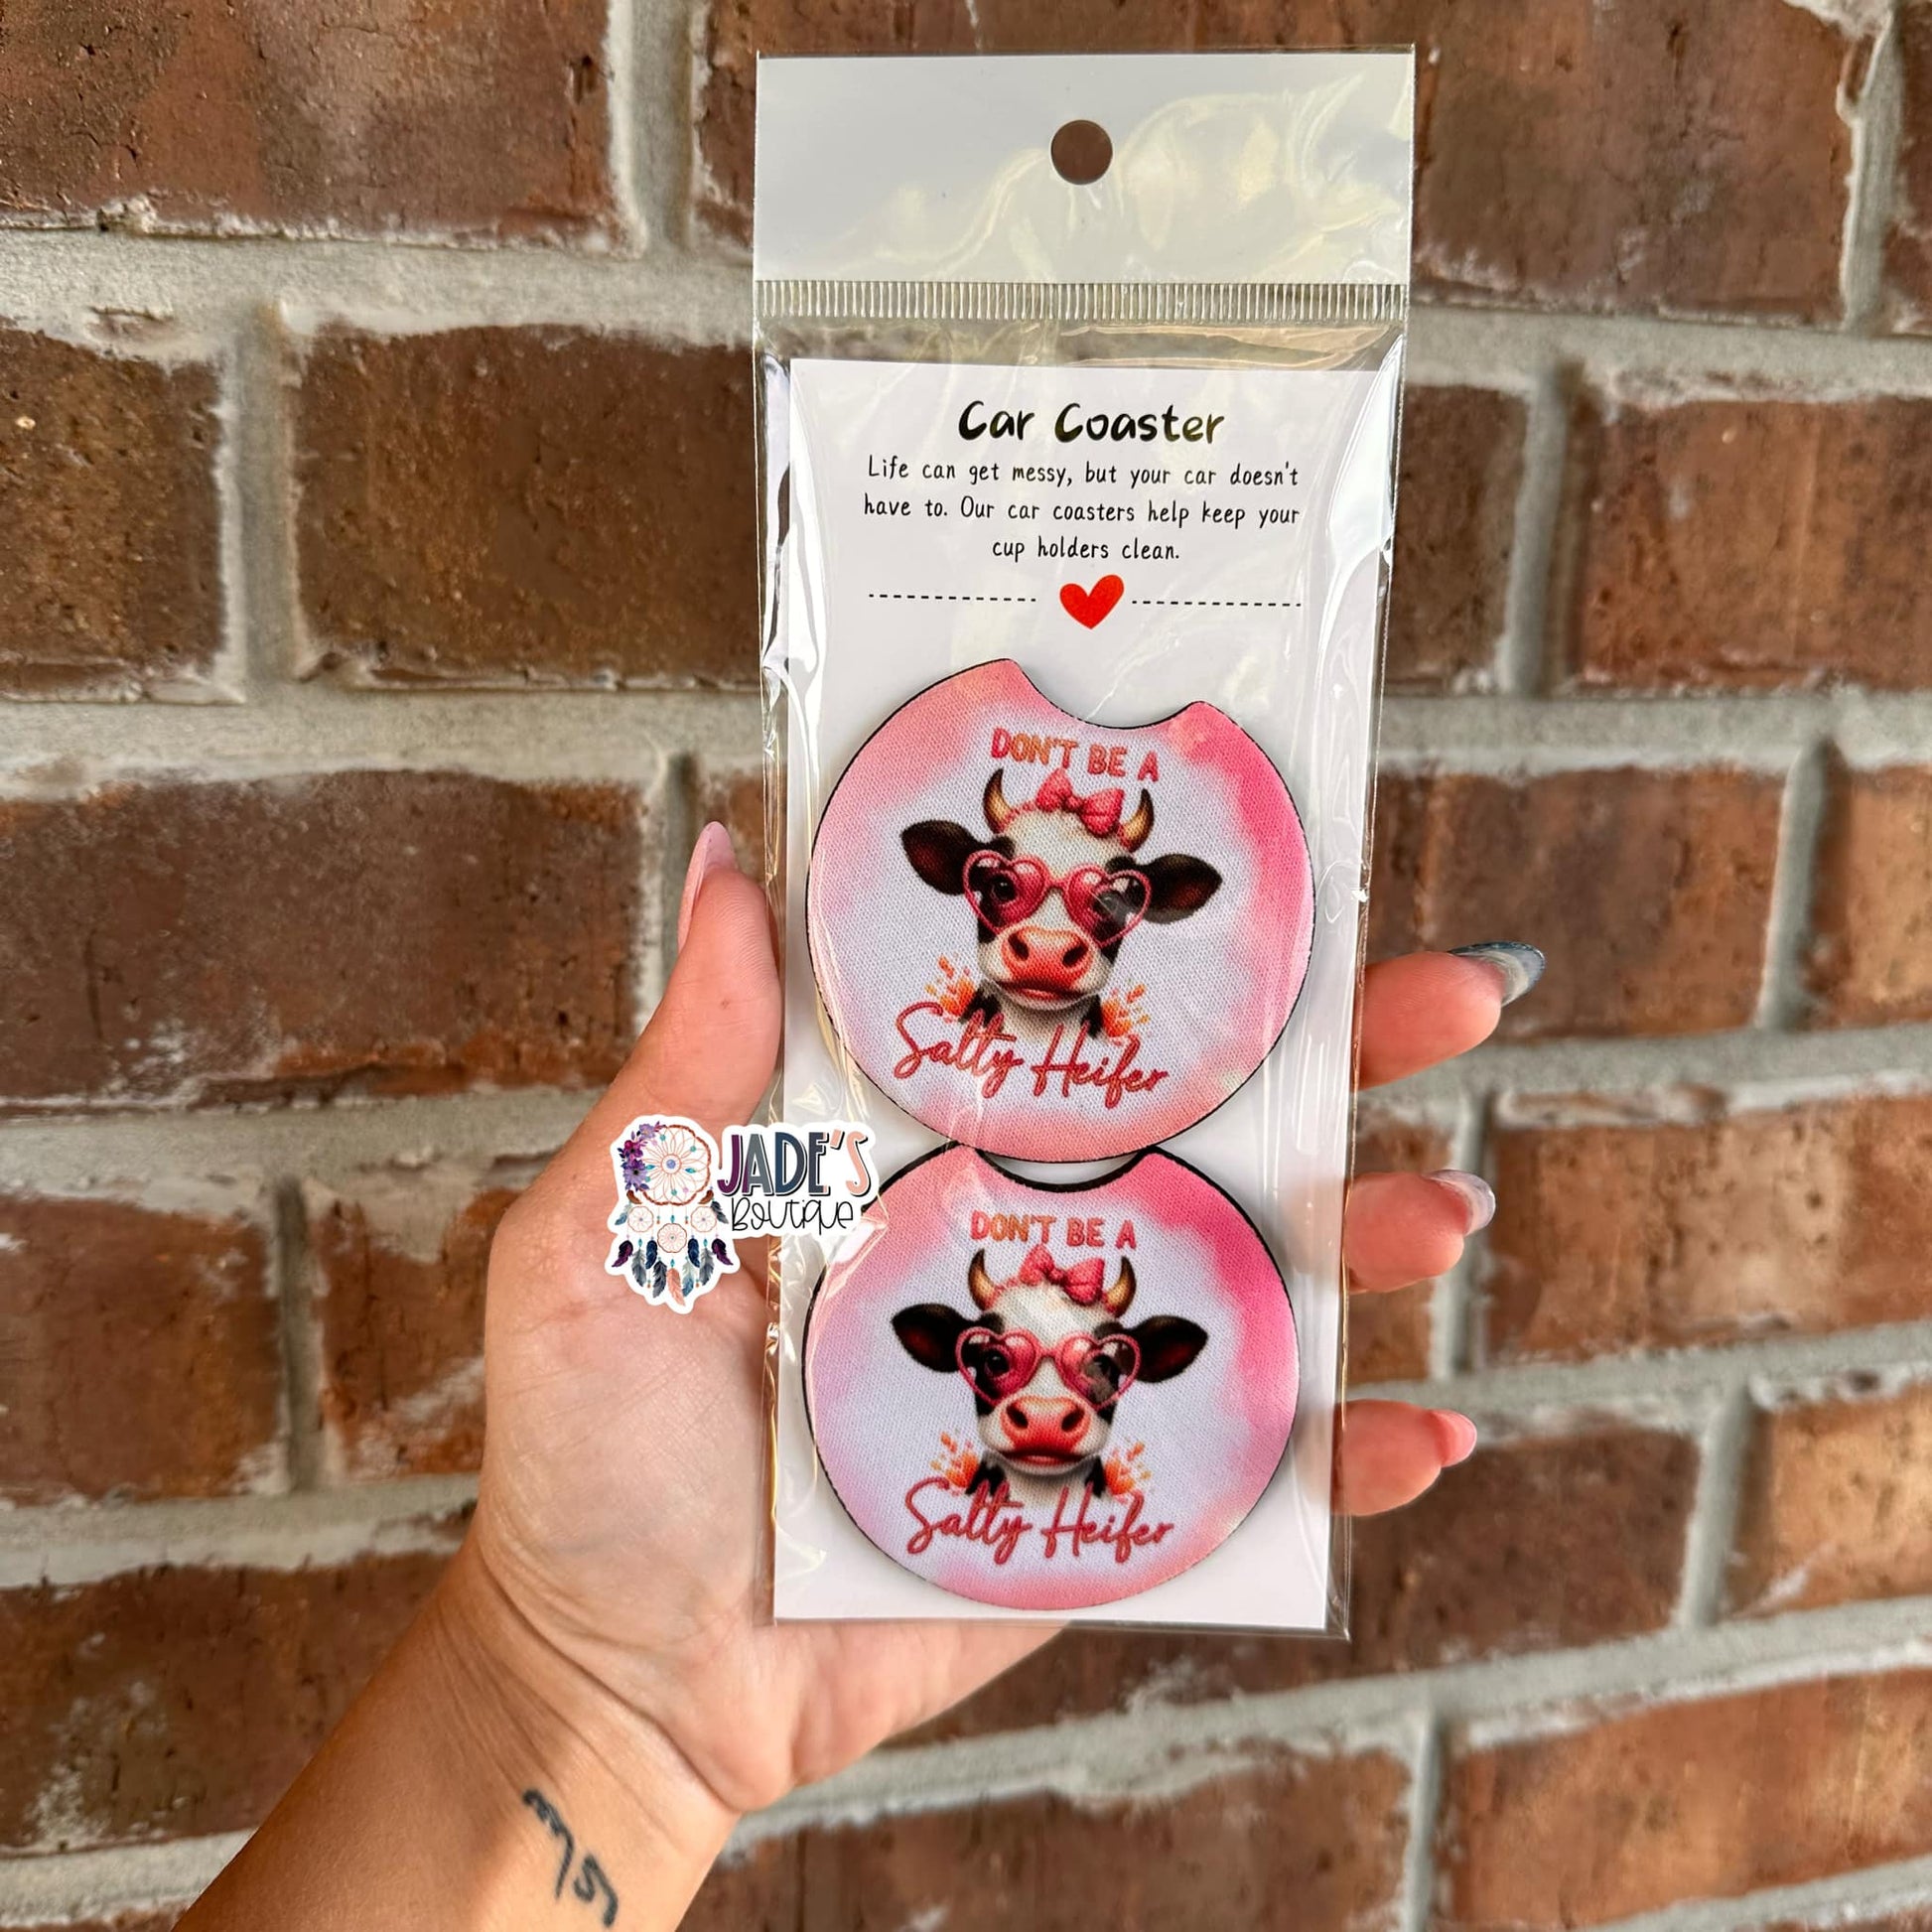 Car Coaster
Life can get messy, but your car doesn't
have to. Our car coasters help keep your
cup holders clean.
DON'T BE A
Salty Heifer
JADE'S
Boutique
DON'T BE A
Salty Heifer